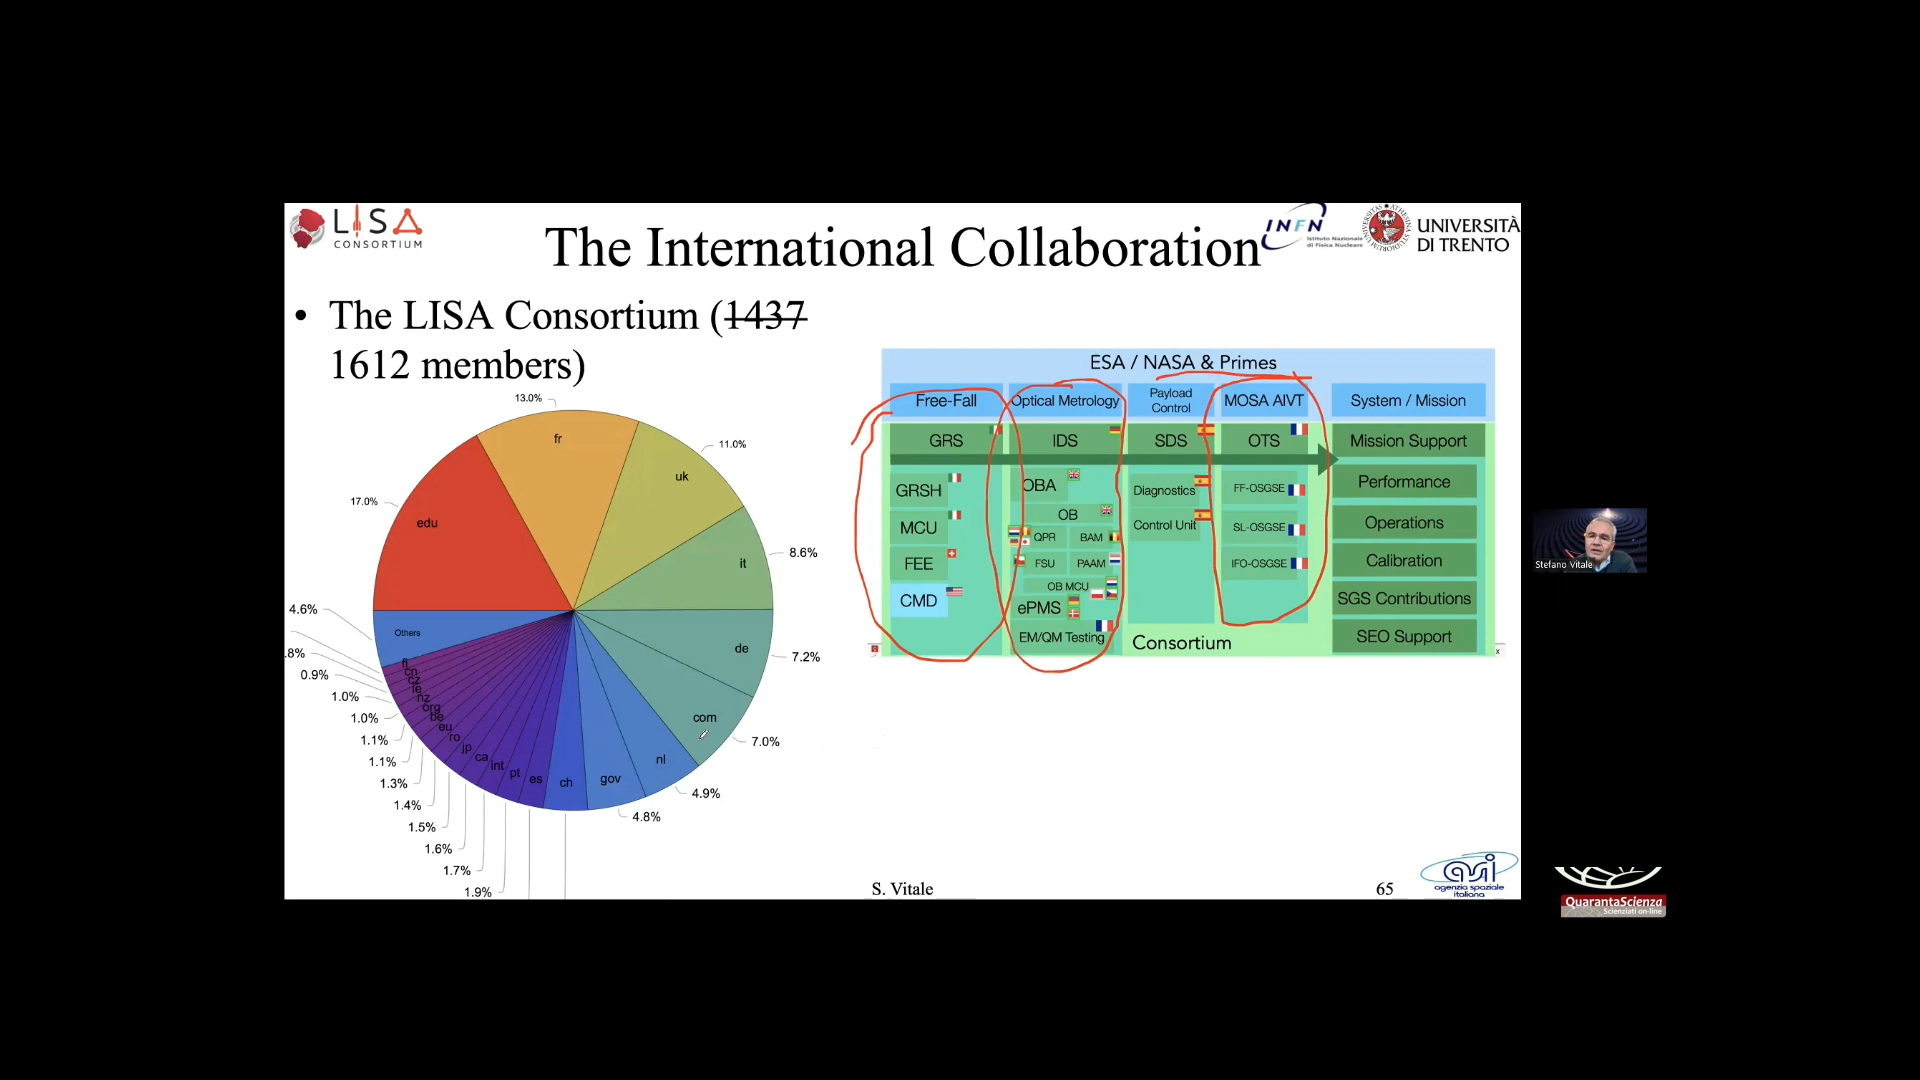 LISA
CONSORTIUM
The International Collaboration
INFN
Istituto Nazionale
di Fisica Nucleare
UNIVERSITÀ
DI TRENTO
• The LISA Consortium (1437
1612 members)
13.0%
fr
11.0%
uk
17.0%
edu
8.6%
it
7.2%
de
7.0%
com
4.9%
nl
4.8%
gov
ch
es
pt
int
ca
jp
ro
eu
be
org
nz
ie
cz
cn
fi
Others
4.6%
.8%
0.9%
1.0%
1.0%
1.1%
1.1%
1.3%
1.4%
1.5%
1.6%
1.7%
1.9%
ESA / NASA & Primes
Free-Fall
Optical Metrology
Payload
Control
MOSA AIVT
System / Mission
GRS
IDS
SDS
OTS
Mission Support
GRSH
MCU
FEE
CMD
OBA
OB
QPR
BAM
FSU
PAAM
OB MCU
ePMS
EM/QM Testing
Diagnostics
Control Unit
FF-OSGSE
SL-OSGSE
IFO-OSGSE
Performance
Operations
Calibration
SGS Contributions
SEO Support
Consortium
x
S. Vitale
65
asi
agenzia spaziale
italiana
Stefano Vitale
QuarantaScienza
Scienziati on-line